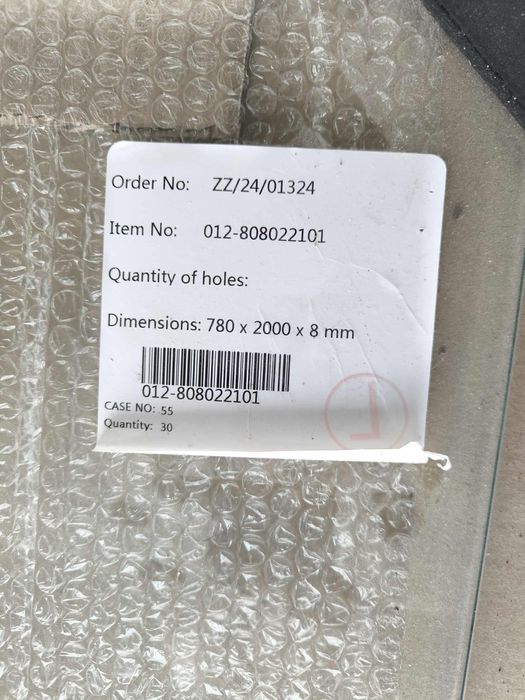 Order No: ZZ/24/01324
Item No: 012-808022101
Quantity of holes:
Dimensions: 780 x 2000 x 8 mm
012-808022101
CASE NO: 55
Quantity: 30
L